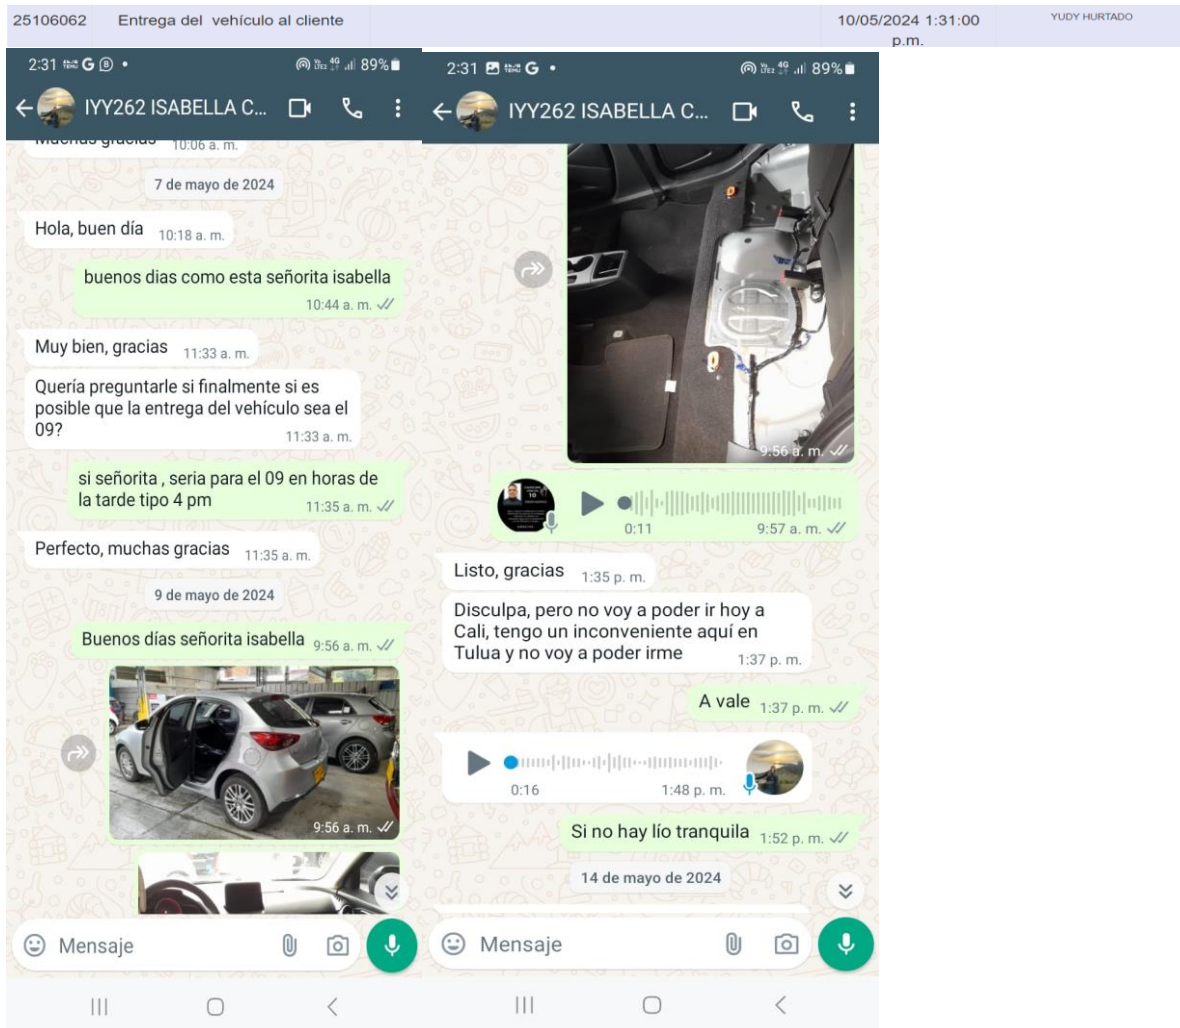 25106062 Entrega del vehículo al cliente 10/05/2024 1:31:00 p.m. YUDY HURTADO
2:31 G B 4G 89%
IYY262 ISABELLA C...
Muchas gracias 10:06 a. m.
7 de mayo de 2024
Hola, buen día 10:18 a. m.
buenos dias como esta señorita isabella
10:44 a. m.
Muy bien, gracias 11:33 a. m.
Quería preguntarle si finalmente si es
posible que la entrega del vehículo sea el
09?
11:33 a. m.
si señorita , seria para el 09 en horas de
la tarde tipo 4 pm 11:35 a. m.
Perfecto, muchas gracias 11:35 a. m.
9 de mayo de 2024
Buenos días señorita isabella 9:56 a. m.
9:56 a. m.
Mensaje
2:31 G 4G 89%
IYY262 ISABELLA C...
9:56 a. m.
0:11 9:57 a. m.
Listo, gracias 1:35 p. m.
Disculpa, pero no voy a poder ir hoy a
Cali, tengo un inconveniente aquí en
Tulua y no voy a poder irme 1:37 p. m.
A vale 1:37 p. m.
0:16 1:48 p. m.
Si no hay lío tranquila 1:52 p. m.
14 de mayo de 2024
Mensaje